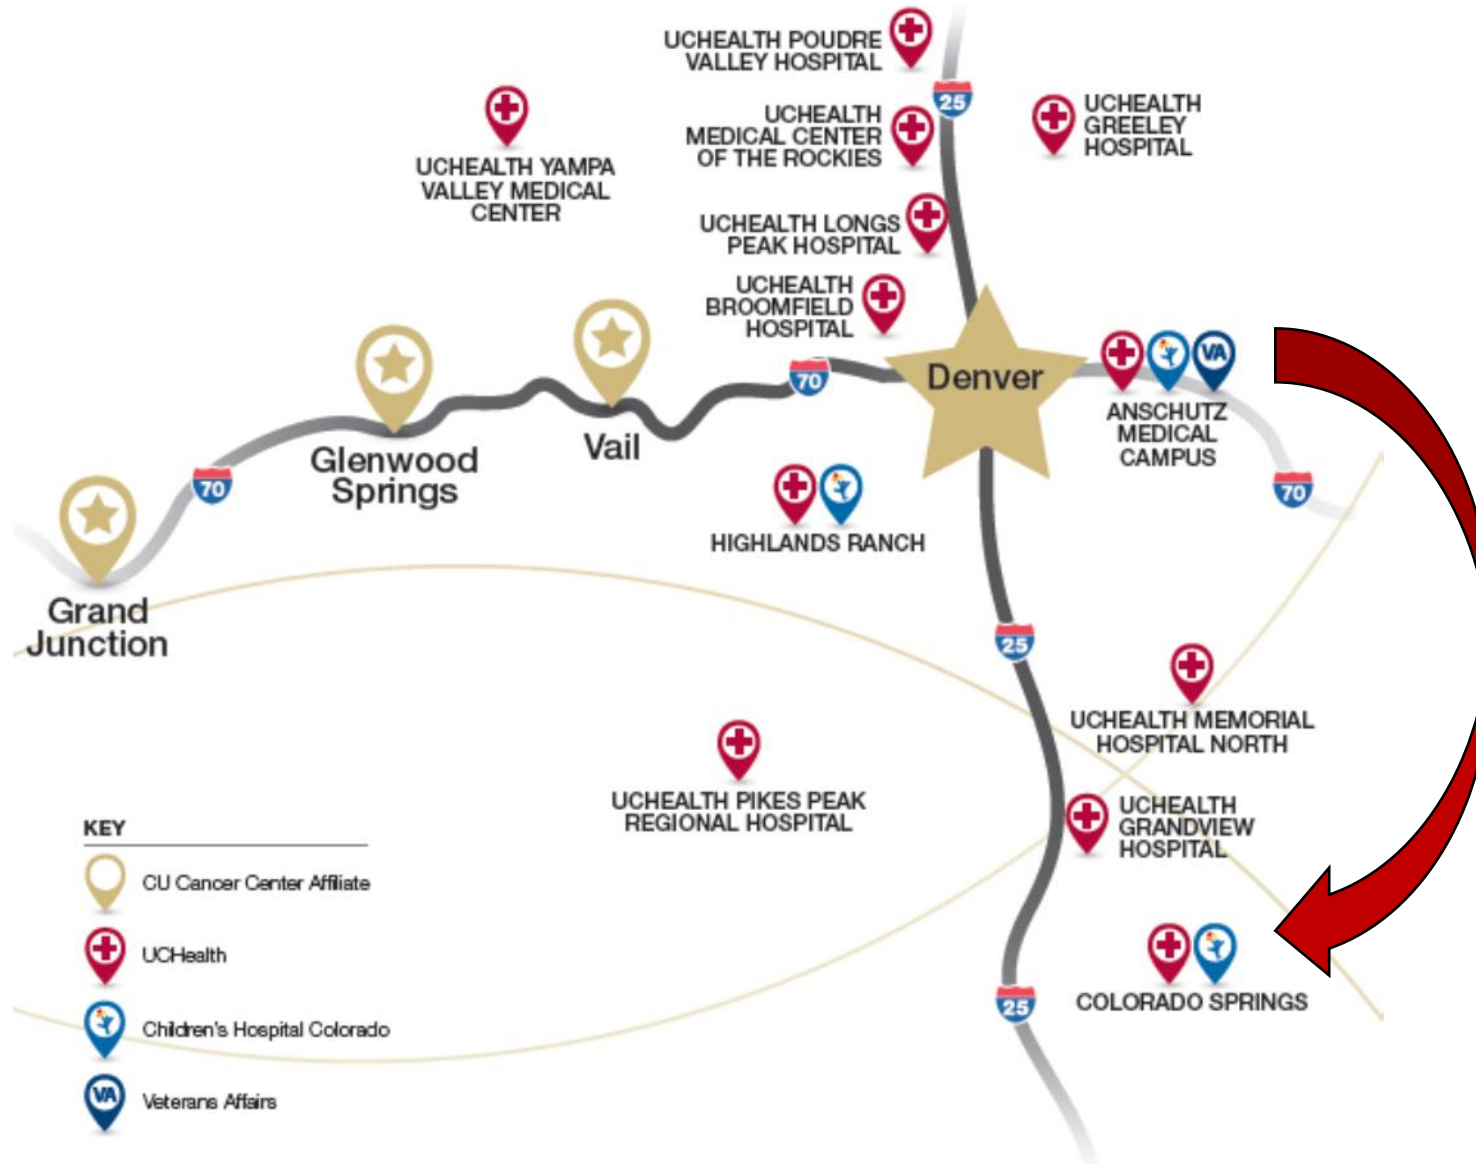 UCHEALTH POUDRE
VALLEY HOSPITAL
25
UCHEALTH
GREELEY
HOSPITAL
UCHEALTH
MEDICAL CENTER
OF THE ROCKIES
UCHEALTH YAMPA
VALLEY MEDICAL
CENTER
UCHEALTH LONGS
PEAK HOSPITAL
UCHEALTH
BROOMFIELD
HOSPITAL
VA
70
Denver
ANSCHUTZ
MEDICAL
CAMPUS
Vail
Glenwood
Springs
70
70
HIGHLANDS RANCH
Grand
Junction
25
UCHEALTH MEMORIAL
HOSPITAL NORTH
UCHEALTH PIKES PEAK
REGIONAL HOSPITAL
UCHEALTH
GRANDVIEW
HOSPITAL
COLORADO SPRINGS
25
KEY
CU Cancer Center Affiliate
UCHealth
Children's Hospital Colorado
VA
Veterans Affairs